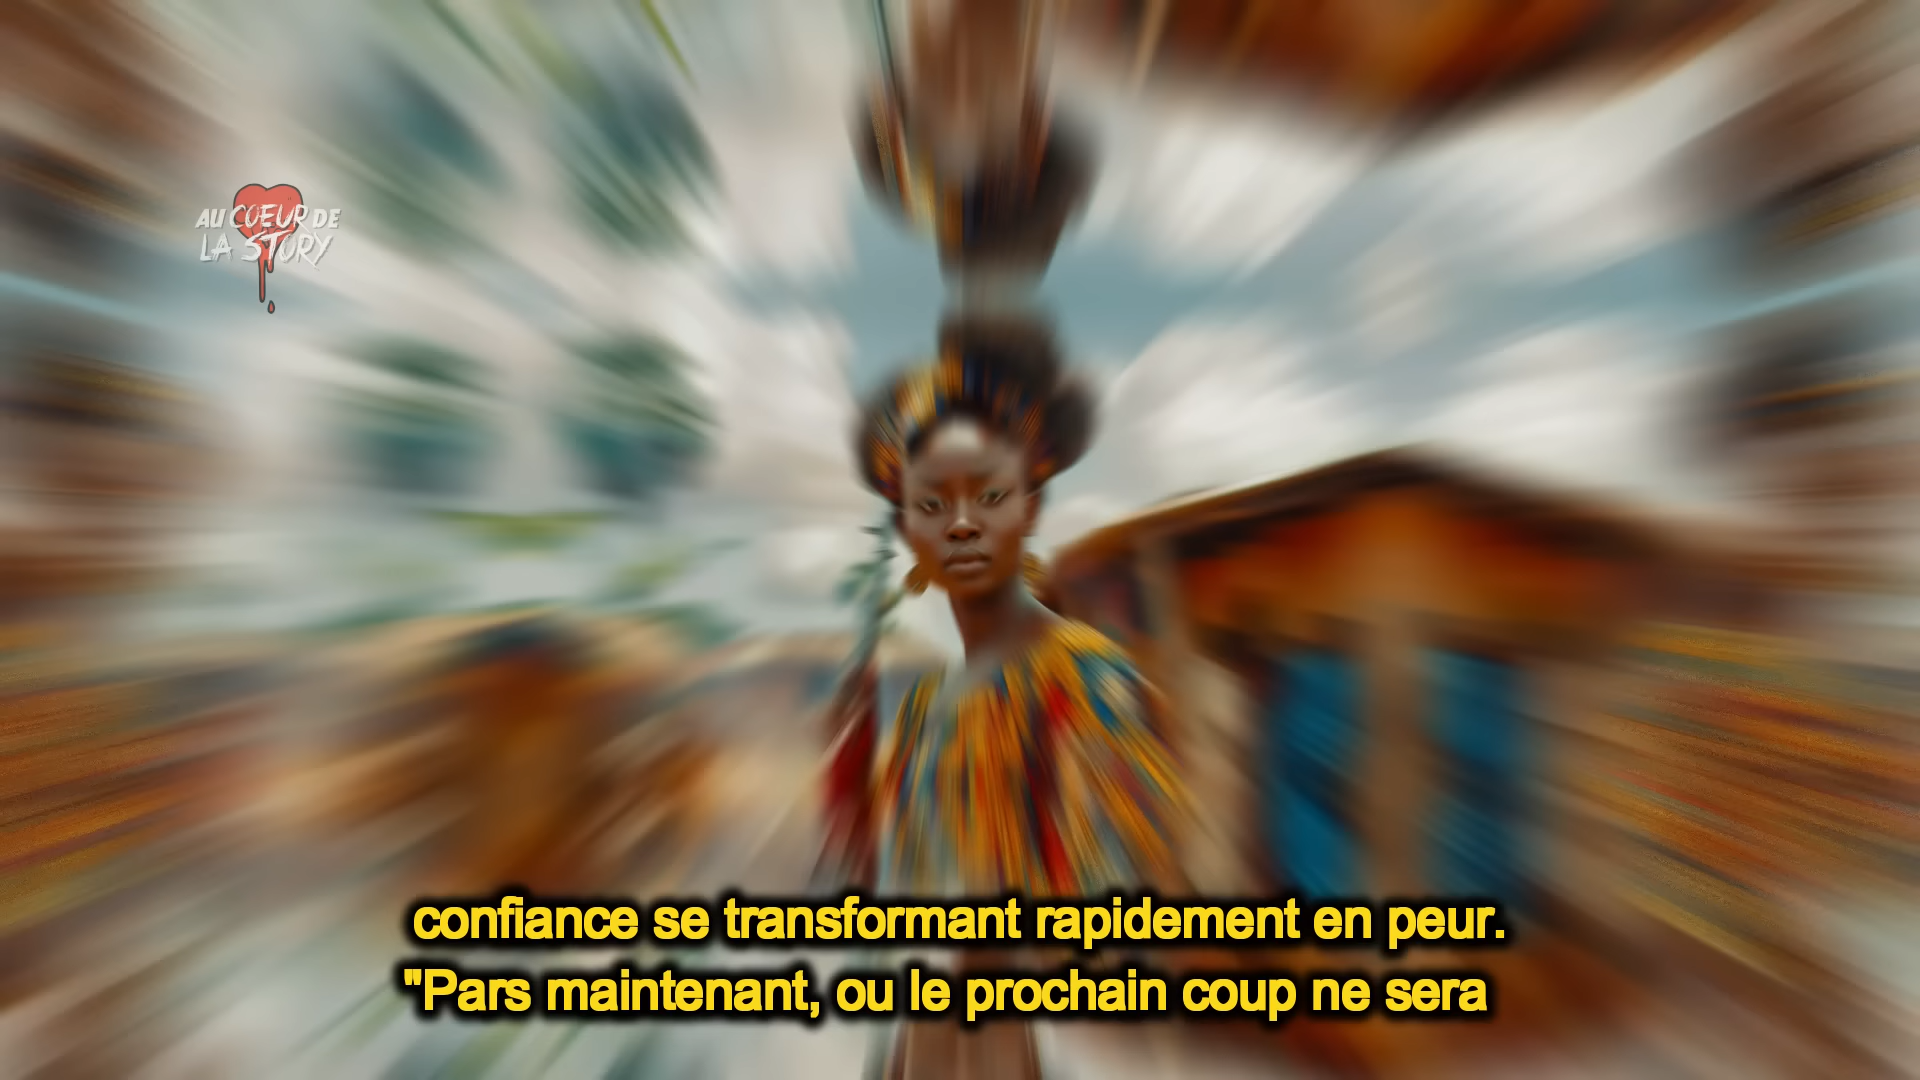 AU COEUR DE
LA STORY
confiance se transformant rapidement en peur.
"Pars maintenant, ou le prochain coup ne sera